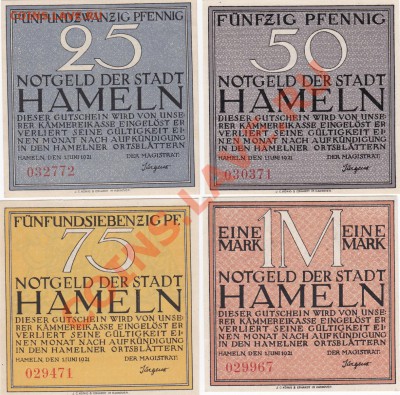 FÜNFUNDZWANZIG PFENNIG
25
NOTGELD DER STADT
HAMELN
DIESER GUTSCHEIN WIRD VON UNSE-
RER KÄMMEREIKASSE EINGELÖST ER
VERLIERT SEINE GÜLTIGKEIT EI-
NEN MONAT NACH AUFKÜNDIGUNG
IN DEN HAMELNER ORTSBLÄTTERN
HAMELN, DEN 1.JUNI 1921 DER MAGISTRAT:
032772
FÜNFZIG PFENNIG
50
NOTGELD DER STADT
HAMELN
DIESER GUTSCHEIN WIRD VON UNSE-
RER KÄMMEREIKASSE EINGELÖST ER
VERLIERT SEINE GÜLTIGKEIT EI-
NEN MONAT NACH AUFKÜNDIGUNG
IN DEN HAMELNER ORTSBLÄTTERN
HAMELN, DEN 1.JUNI 1921 DER MAGISTRAT:
030371
FÜNFUNDSIEBENZIG PF
75
NOTGELD DER STADT
HAMELN
DIESER GUTSCHEIN WIRD VON UNSE-
RER KÄMMEREIKASSE EINGELÖST ER
VERLIERT SEINE GÜLTIGKEIT EI-
NEN MONAT NACH AUFKÜNDIGUNG
IN DEN HAMELNER ORTSBLÄTTERN
HAMELN, DEN 1.JUNI 1921 DER MAGISTRAT:
029471
EINE 1M EINE
MARK MARK
NOTGELD DER STADT
HAMELN
DIESER GUTSCHEIN WIRD VON UNSE-
RER KÄMMEREIKASSE EINGELÖST ER
VERLIERT SEINE GÜLTIGKEIT EI-
NEN MONAT NACH AUFKÜNDIGUNG
IN DEN HAMELNER ORTSBLÄTTERN
HAMELN, DEN 1.JUNI 1921 DER MAGISTRAT:
029967